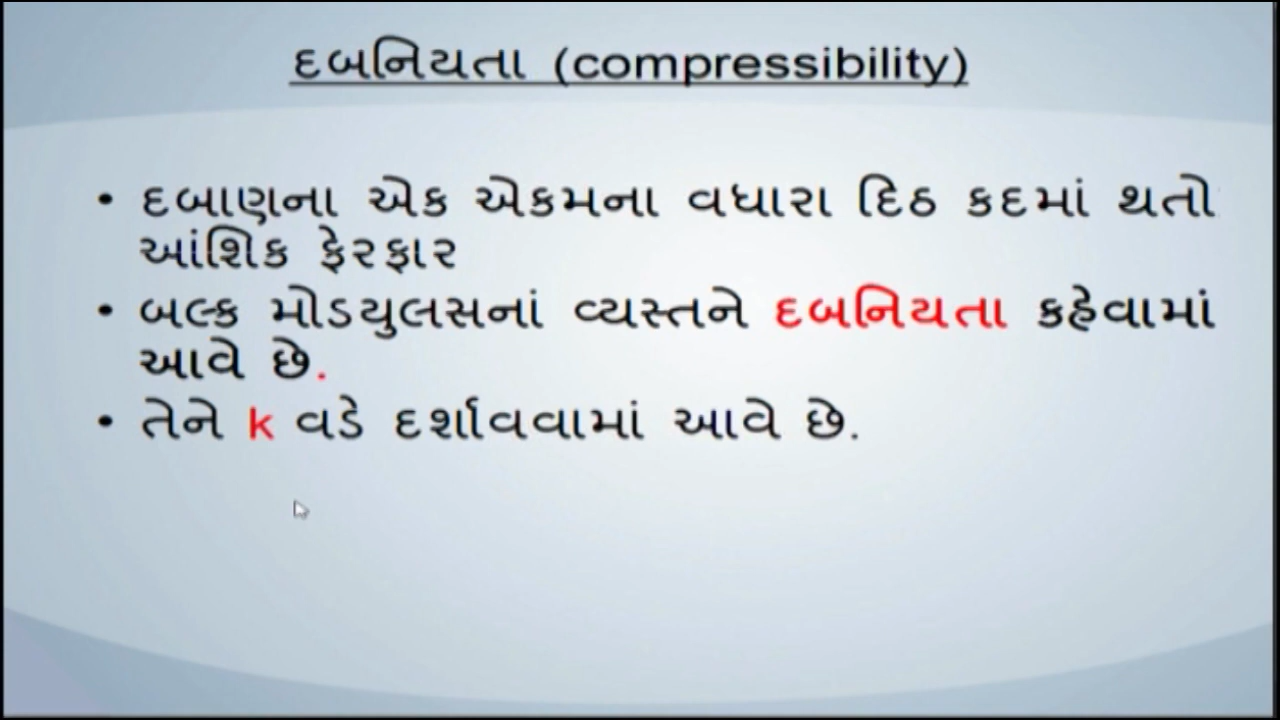 દબનિયતા (compressibility)
• દબાણના એક એકમના વધારા દિઠ કદમાં થતો
આંશિક ફેરફાર
• બલ્ક મોડયુલસનાં વ્યસ્તને દબનિયતા કહેવામાં
આવે છે.
• તેને k વડે દર્શાવવામાં આવે છે.